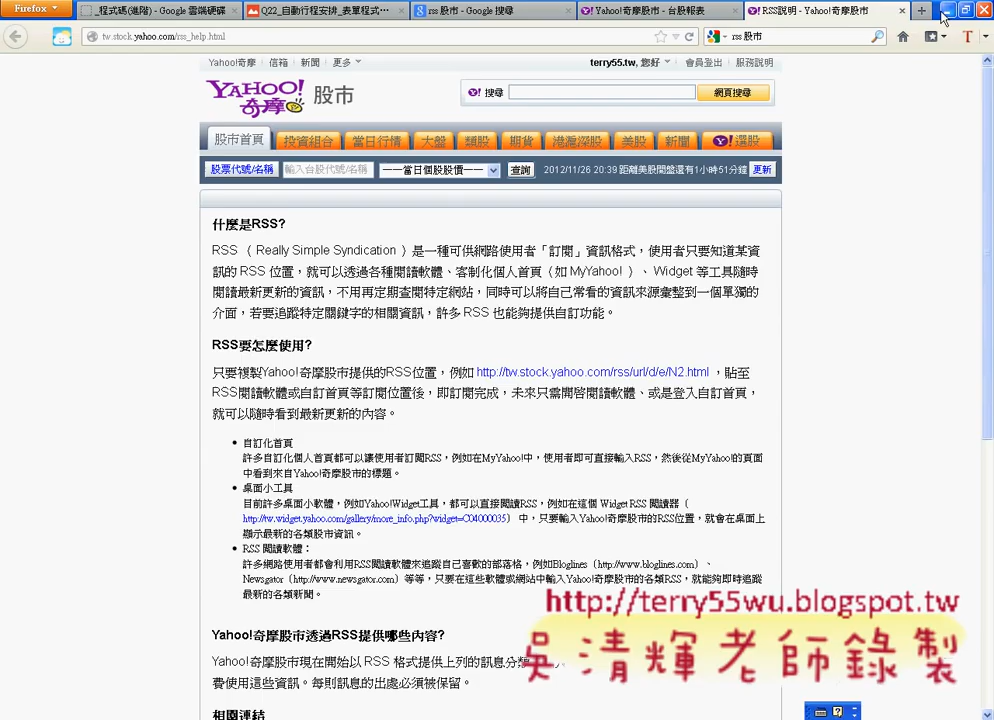 Firefox
_程式碼(進階) - Google 雲端硬碟
Q22_自動行程安排_表單程式…
rss 股市 - Google 搜尋
Yahoo!奇摩股市 - 台股報表
RSS說明 - Yahoo!奇摩股市
tw.stock.yahoo.com/rss_help.html
rss 股市
Yahoo!奇摩 信箱 新聞 更多
terry55.tw, 您好 會員登出 服務說明
YAHOO! 奇摩 股市
Y! 搜尋 網頁搜尋
股市首頁 投資組合 當日行情 大盤 類股 期貨 港滬深股 美股 新聞 Y! 選股
股票代號/名稱 輸入台股代號/名稱 ——當日個股股價—— 查詢 2012/11/26 20:39 距離美股開盤還有1小時51分鐘 更新
什麼是RSS?
RSS （ Really Simple Syndication ）是一種可供網路使用者「訂閱」資訊格式，使用者只要知道某資
訊的 RSS 位置，就可以透過各種閱讀軟體、客制化個人首頁（如 MyYahoo! ）、 Widget 等工具隨時
閱讀最新更新的資訊，不用再定期查閱特定網站，同時可以將自己常看的資訊來源彙整到一個單獨的
介面，若要追蹤特定關鍵字的相關資訊，許多 RSS 也能夠提供自訂功能。
RSS要怎麼使用?
只要複製Yahoo!奇摩股市提供的RSS位置，例如 http://tw.stock.yahoo.com/rss/url/d/e/N2.html ，貼至
RSS閱讀軟體或自訂首頁等訂閱位置後，即訂閱完成，未來只需開啓閱讀軟體、或是登入自訂首頁，
就可以隨時看到最新更新的內容。
• 自訂化首頁
許多自訂化個人首頁都可以讓使用者訂閱RSS，例如在MyYahoo!中，使用者即可直接輸入RSS，然後從MyYahoo!的頁面
中看到來自Yahoo!奇摩股市的標題。
• 桌面小工具
目前許多桌面小軟體，例如Yahoo!Widget工具，都可以直接閱讀RSS，例如在這個 Widget RSS 閱讀器（
http://tw.widget.yahoo.com/gallery/more_info.php?widget=C04000035） 中，只要輸入Yahoo!奇摩股市的RSS位置，就會在桌面上
顯示最新的各類股市資訊。
• RSS 閱讀軟體：
許多網路使用者都會利用RSS閱讀軟體來追蹤自己喜歡的部落格，例如Bloglines（http://www.bloglines.com）、
Newsgator（http://www.newsgator.com）等等，只要在這些軟體或網站中輸入Yahoo!奇摩股市的各類RSS，就能夠即時追蹤
最新的各類新聞。
http://terry55wu.blogspot.tw
吳清輝老師錄製
Yahoo!奇摩股市透過RSS提供哪些內容?
Yahoo!奇摩股市現在開始以 RSS 格式提供上列的訊息分類
費使用這些資訊。每則訊息的出處必須被保留。
相關連結